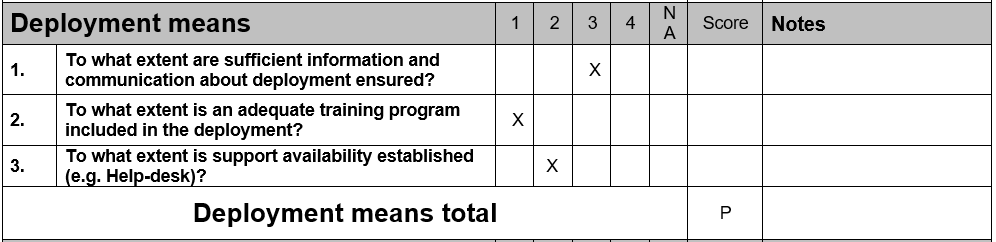 Deployment means 1 2 3 4 N A Score Notes
1. To what extent are sufficient information and
communication about deployment ensured? X
2. To what extent is an adequate training program
included in the deployment? X
3. To what extent is support availability established
(e.g. Help-desk)? X
Deployment means total P